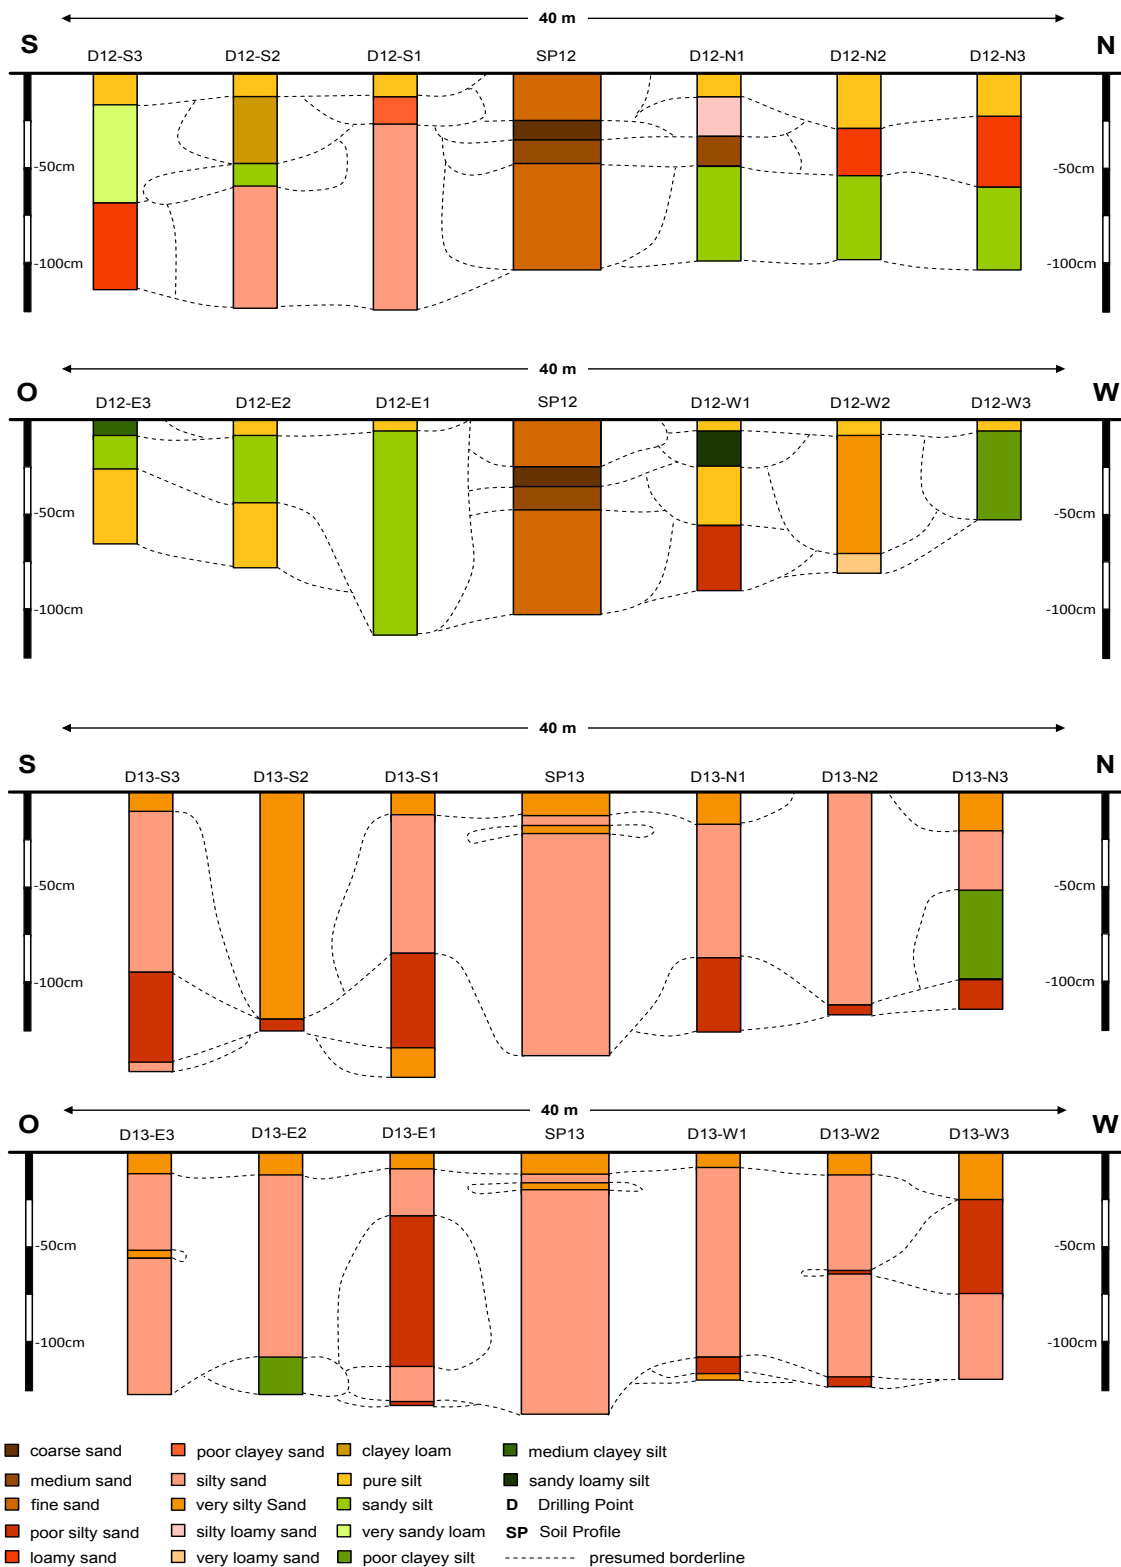 40 m
S N
D12-S3 D12-S2 D12-S1 SP12 D12-N1 D12-N2 D12-N3
-50cm -50cm
-100cm -100cm
40 m
O W
D12-E3 D12-E2 D12-E1 SP12 D12-W1 D12-W2 D12-W3
-50cm -50cm
-100cm -100cm
40 m
S N
D13-S3 D13-S2 D13-S1 SP13 D13-N1 D13-N2 D13-N3
-50cm -50cm
-100cm -100cm
40 m
O W
D13-E3 D13-E2 D13-E1 SP13 D13-W1 D13-W2 D13-W3
-50cm -50cm
-100cm -100cm
coarse sand poor clayey sand clayey loam medium clayey silt
medium sand silty sand pure silt sandy loamy silt
fine sand very silty Sand sandy silt D Drilling Point
poor silty sand silty loamy sand very sandy loam SP Soil Profile
loamy sand very loamy sand poor clayey silt presumed borderline